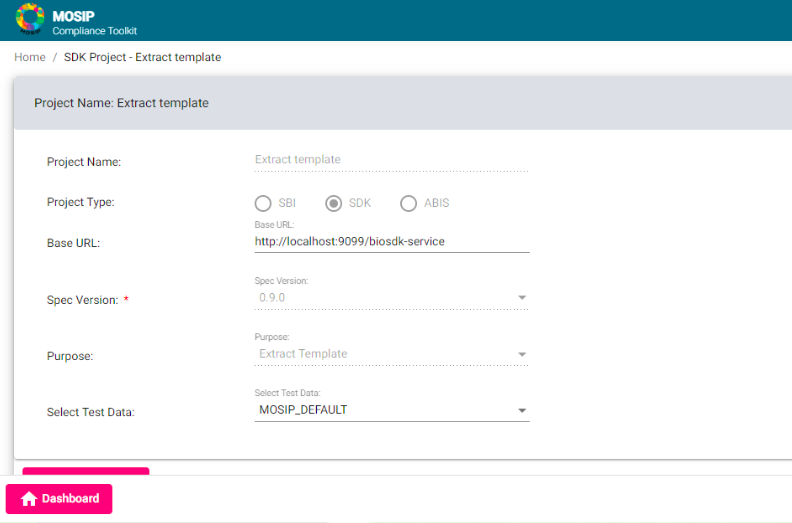 MOSIP
Compliance Toolkit
MOSIP
Home / SDK Project - Extract template
Project Name: Extract template
Project Name: Extract template
Project Type: SBI SDK ABIS
Base URL:
Base URL: http://localhost:9099/biosdk-service
Spec Version:
Spec Version: * 0.9.0
Purpose:
Purpose: Extract Template
Select Test Data:
Select Test Data: MOSIP_DEFAULT
Dashboard